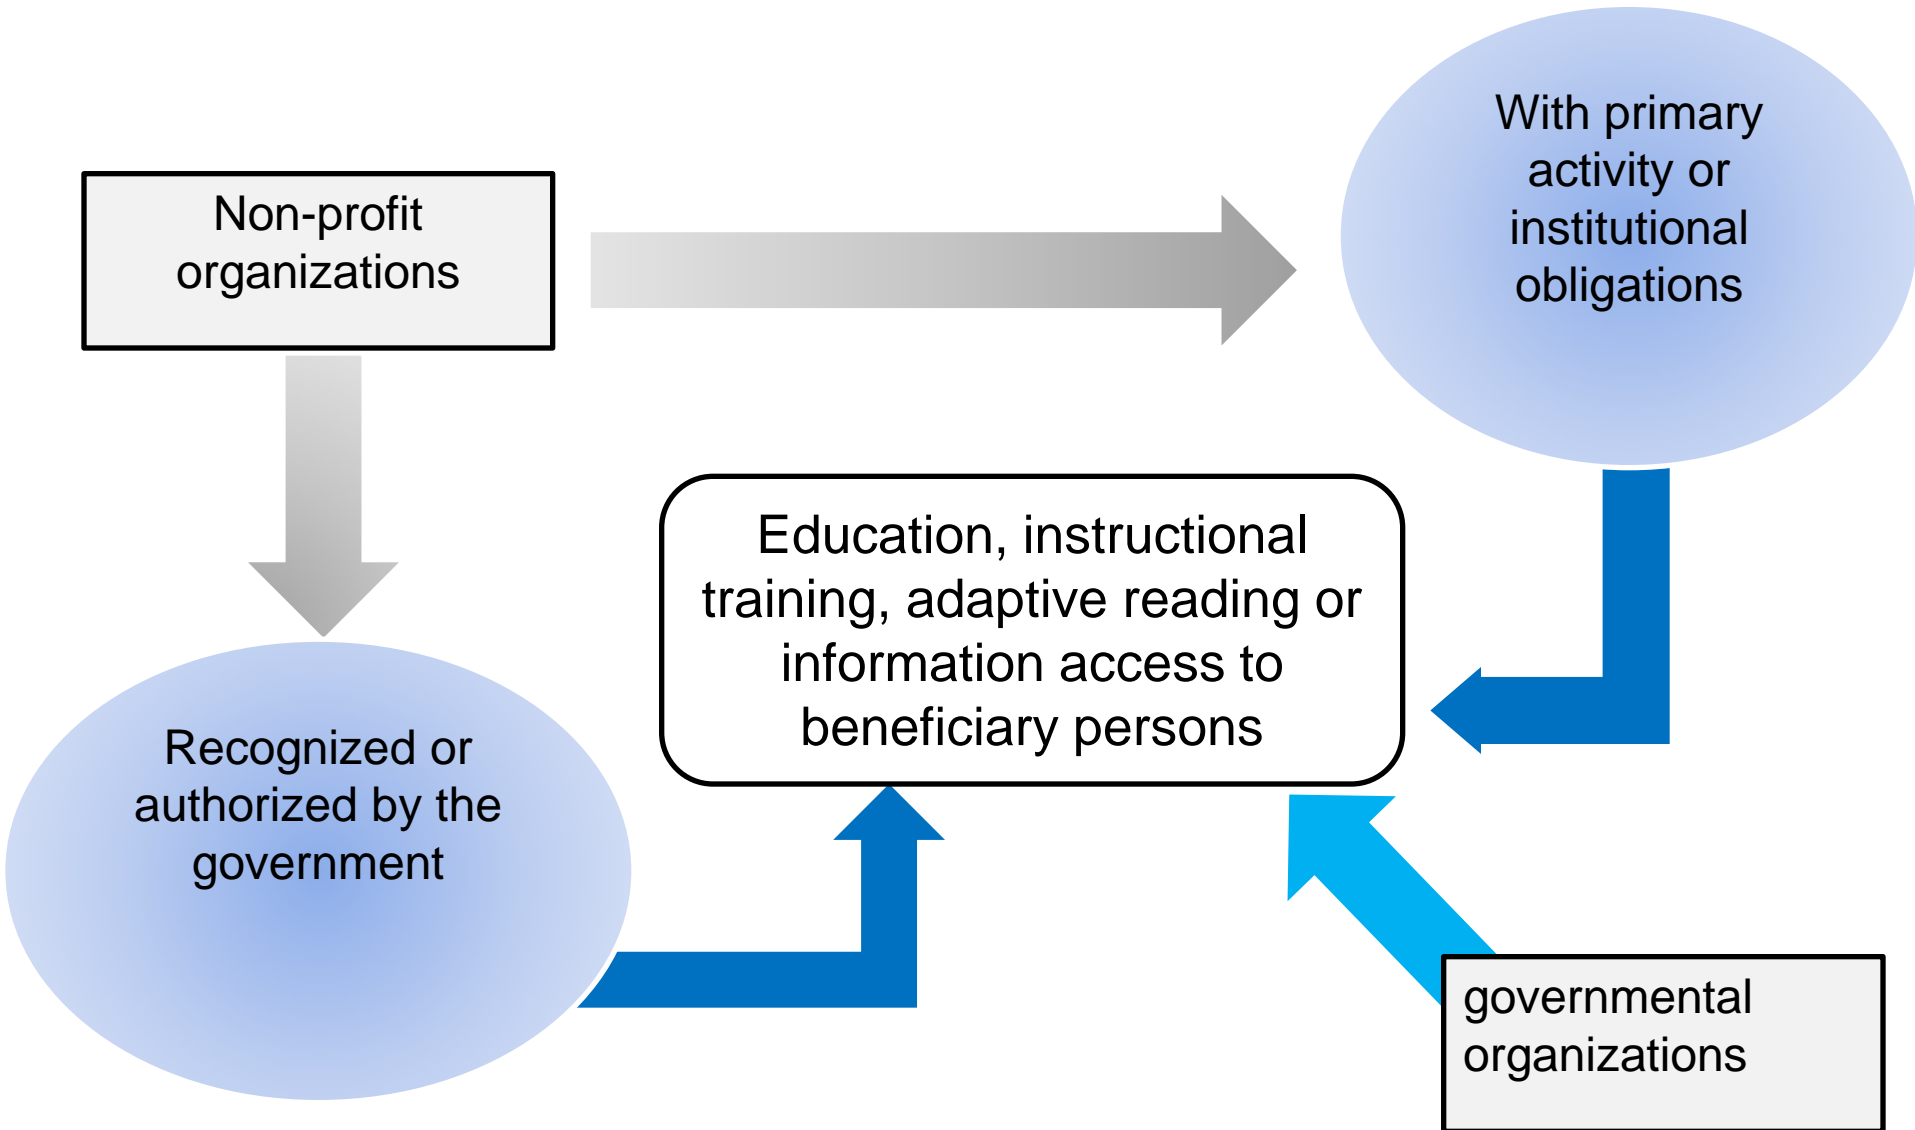 Non-profit
organizations
With primary
activity or
institutional
obligations
Education, instructional
training, adaptive reading or
information access to
beneficiary persons
Recognized or
authorized by the
government
governmental
organizations